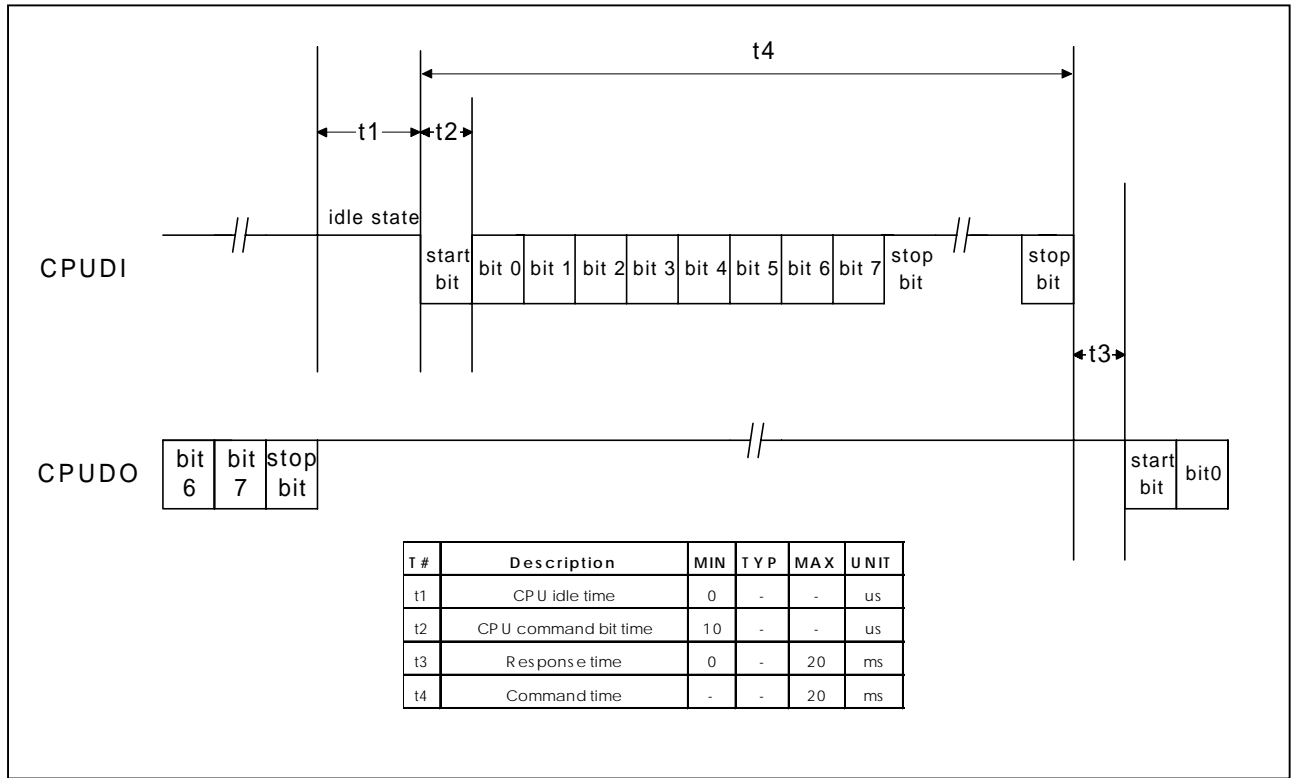 t4
t1 t2
idle state
CPUDI
start bit
bit 0 bit 1 bit 2 bit 3 bit 4 bit 5 bit 6 bit 7
stop bit
stop bit
t3
CPUDO
bit 6
bit 7
stop bit
start bit
bit0
T # Description MIN TYP MAX UNIT
t1 CPU idle time 0 - - us
t2 CPU command bit time 10 - - us
t3 Response time 0 - 20 ms
t4 Command time - - 20 ms